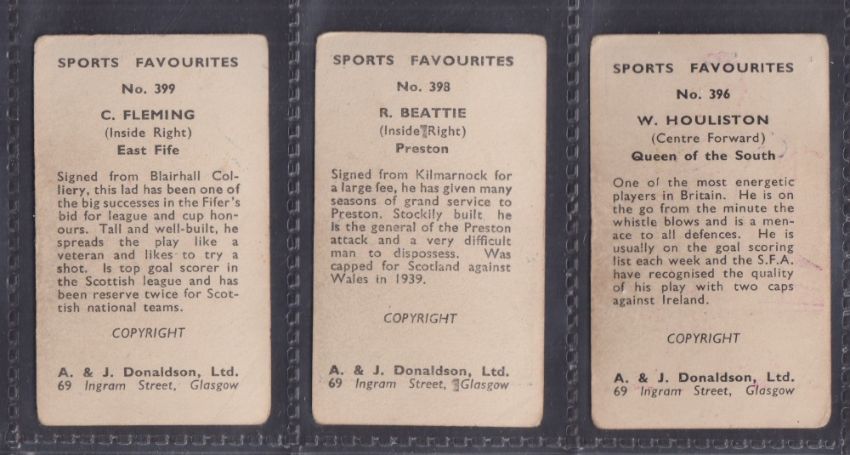 SPORTS FAVOURITES
No. 399
C. FLEMING
(Inside Right)
East Fife
Signed from Blairhall Col-
liery, this lad has been one of
the big successes in the Fifer's
bid for league and cup hon-
ours. Tall and well-built, he
spreads the play like a
veteran and likes to try a
shot. Is top goal scorer in
the Scottish league and has
been reserve twice for Scot-
tish national teams.
COPYRIGHT
A. & J. Donaldson, Ltd.
69 Ingram Street, Glasgow
SPORTS FAVOURITES
No. 398
R. BEATTIE
(Inside Right)
Preston
Signed from Kilmarnock for
a large fee, he has given many
seasons of grand service to
Preston. Stockily built he
is the general of the Preston
attack and a very difficult
man to dispossess. Was
capped for Scotland against
Wales in 1939.
COPYRIGHT
A. & J. Donaldson, Ltd.
69 Ingram Street, Glasgow
SPORTS FAVOURITES
No. 396
W. HOULISTON
(Centre Forward)
Queen of the South
One of the most energetic
players in Britain. He is on
the go from the minute the
whistle blows and is a men-
ace to all defences. He is
usually on the goal scoring
list each week and the S.F.A.
have recognised the quality
of his play with two caps
against Ireland.
COPYRIGHT
A. & J. Donaldson, Ltd.
69 Ingram Street, Glasgow